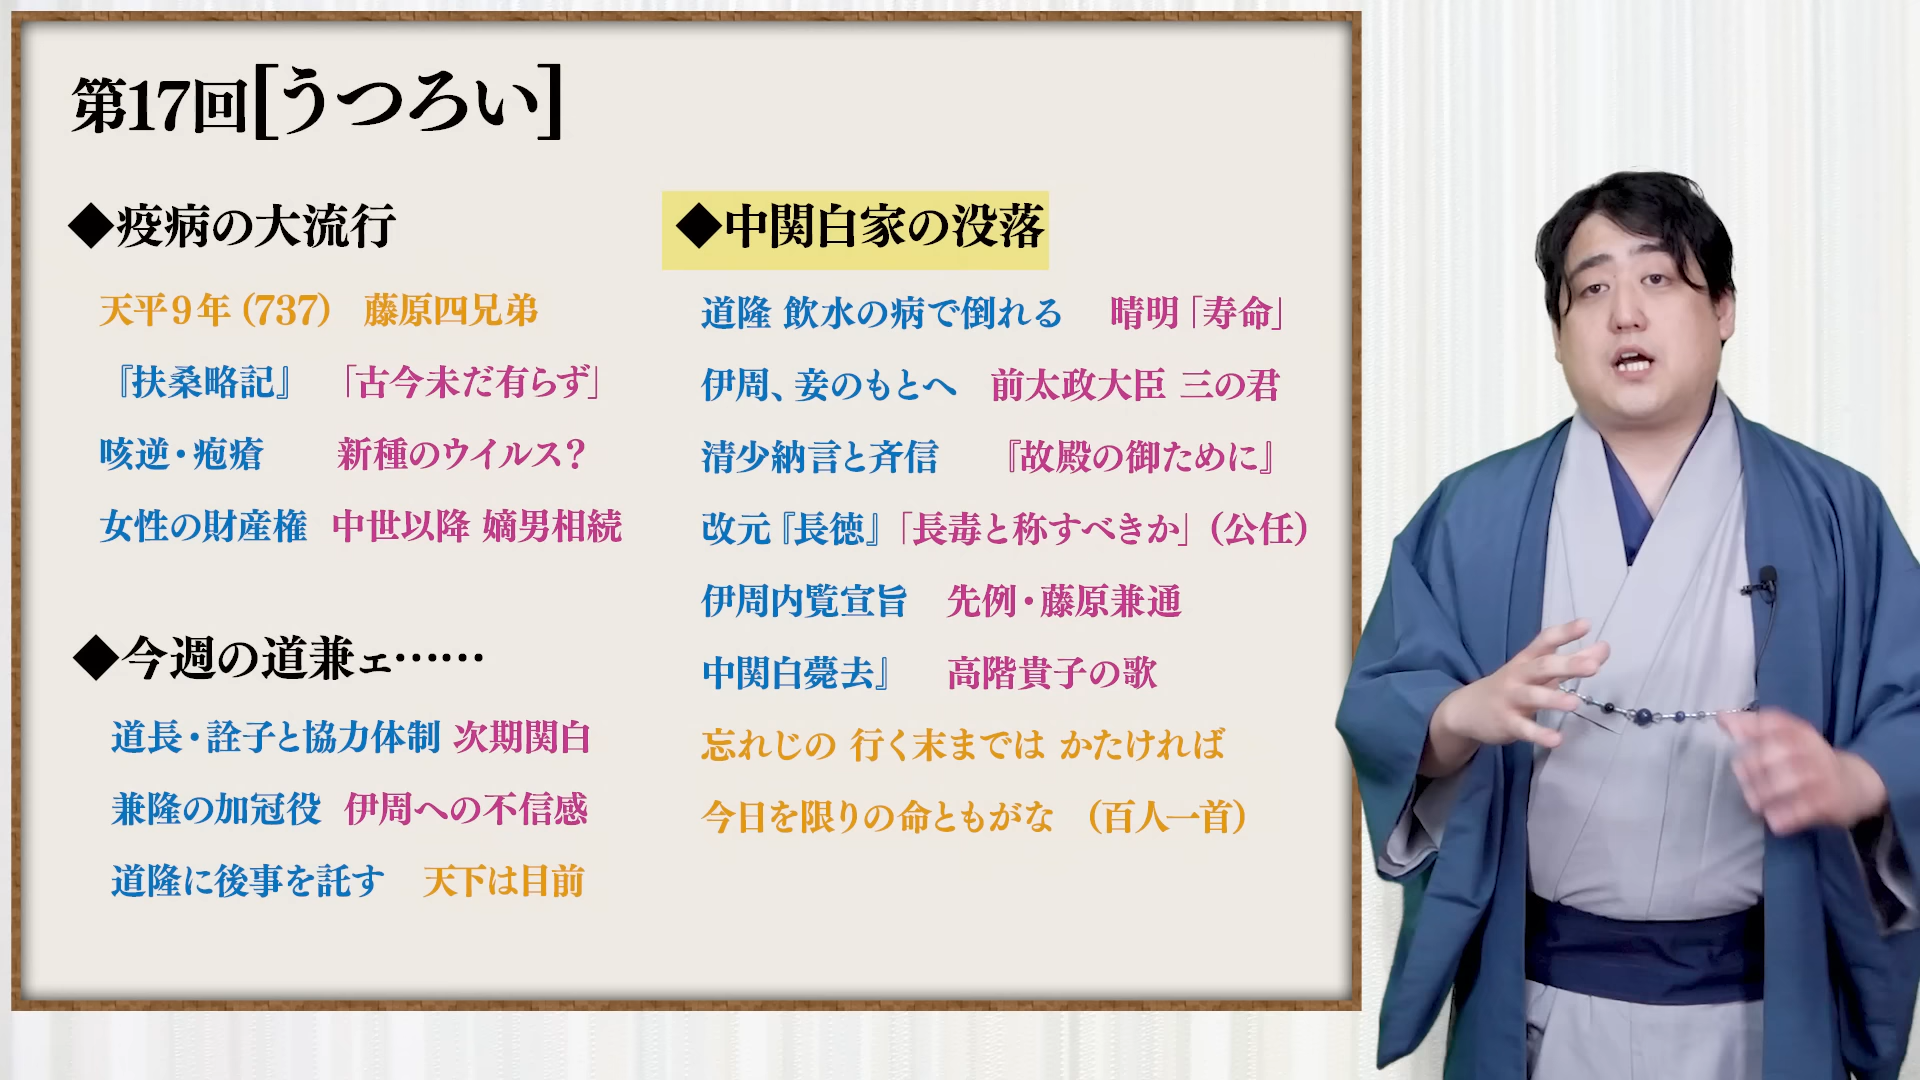 第17回[うつろい]
◆疫病の大流行
天平９年（737） 藤原四兄弟
『扶桑略記』 「古今未だ有らず」
咳逆・疱瘡 新種のウイルス？
女性の財産権 中世以降 嫡男相続
◆今週の道兼ェ……
道長・詮子と協力体制 次期関白
兼隆の加冠役 伊周への不信感
道隆に後事を託す 天下は目前
◆中関白家の没落
道隆 飲水の病で倒れる 晴明「寿命」
伊周、妾のもとへ 前太政大臣 三の君
清少納言と斉信 『故殿の御ために』
改元『長徳』「長毒と称すべきか」（公任）
伊周内覧宣旨 先例・藤原兼通
中関白薨去』 高階貴子の歌
忘れじの 行く末までは かたければ
今日を限りの命ともがな （百人一首）